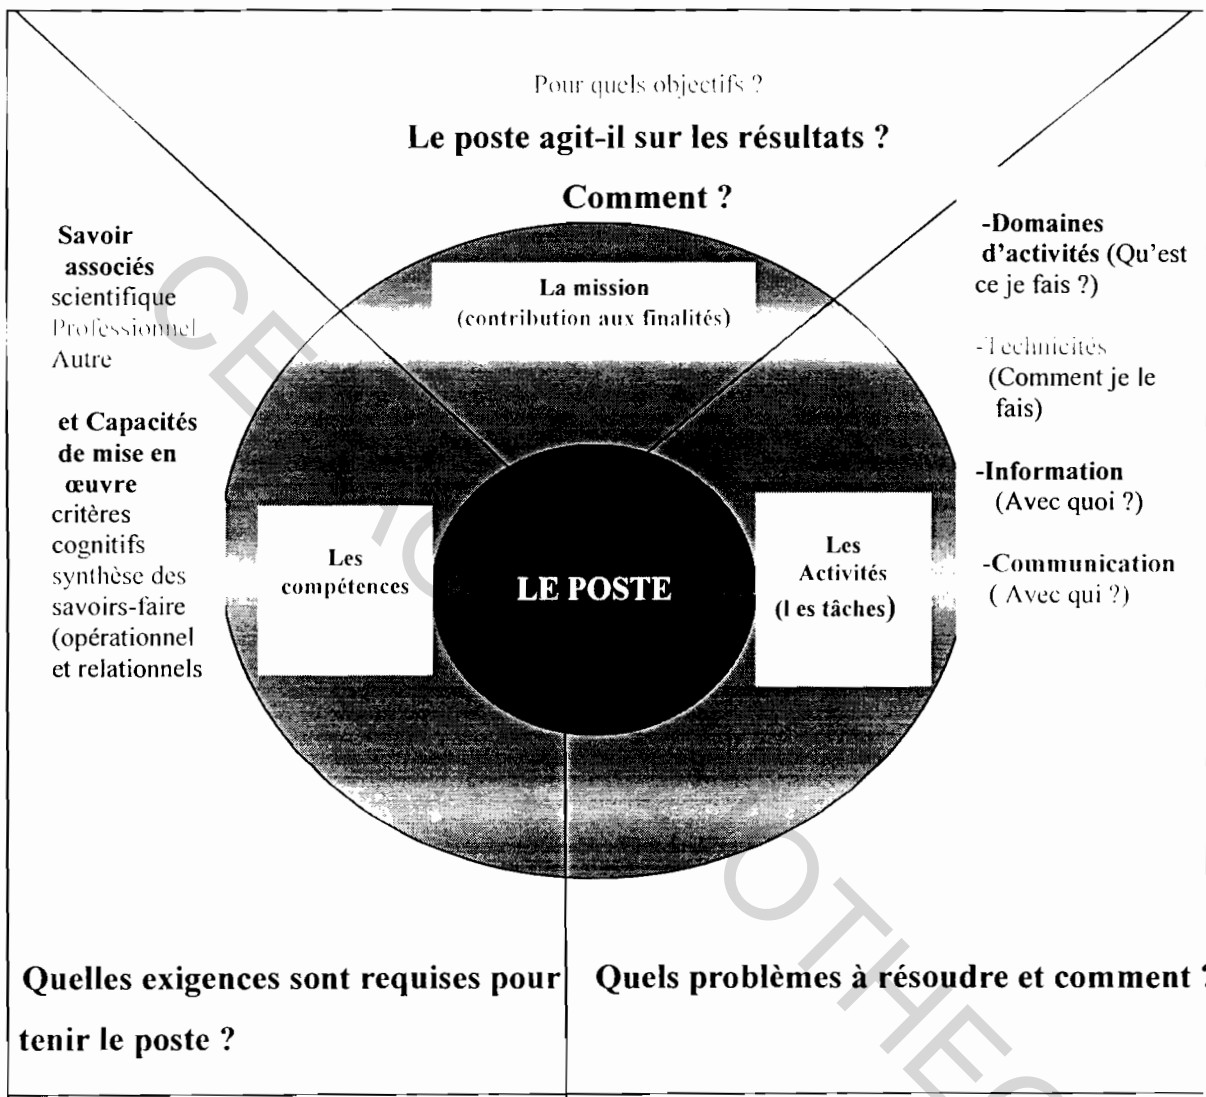 Pour quels objectifs ?
Le poste agit-il sur les résultats ?
Comment ?
La mission
(contribution aux finalités)
Savoir
associés
scientifique
Professionnel
Autre
et Capacités
de mise en
œuvre
critères
cognitifs
synthèse des
savoirs-faire
(opérationnel
et relationnels
Les
compétences
LE POSTE
Les
Activités
(Les tâches)
-Domaines
d'activités (Qu'est
ce je fais ?)
-Technicités
(Comment je le
fais)
-Information
(Avec quoi ?)
-Communication
( Avec qui ?)
Quelles exigences sont requises pour
tenir le poste ?
Quels problèmes à résoudre et comment ?